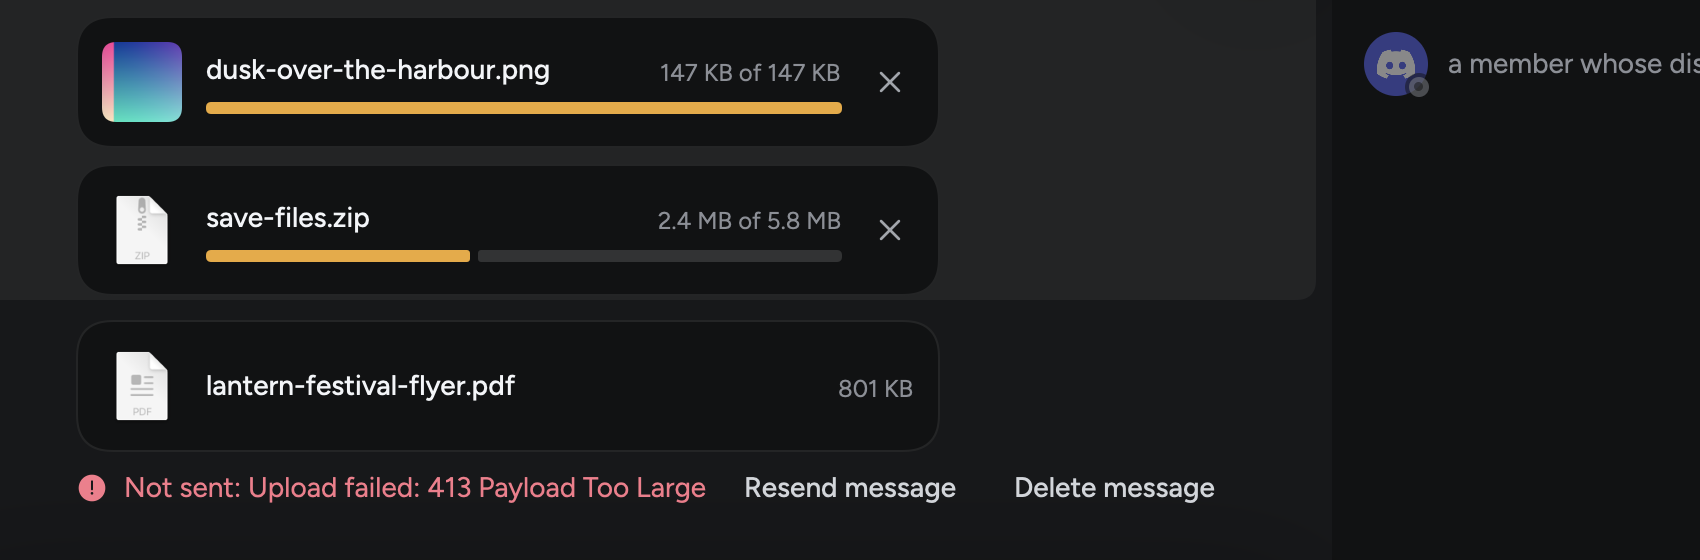 dusk-over-the-harbour.png
147 KB of 147 KB
save-files.zip
2.4 MB of 5.8 MB
ZIP
lantern-festival-flyer.pdf
801 KB
PDF
Not sent: Upload failed: 413 Payload Too Large
Resend message
Delete message
a member whose dis